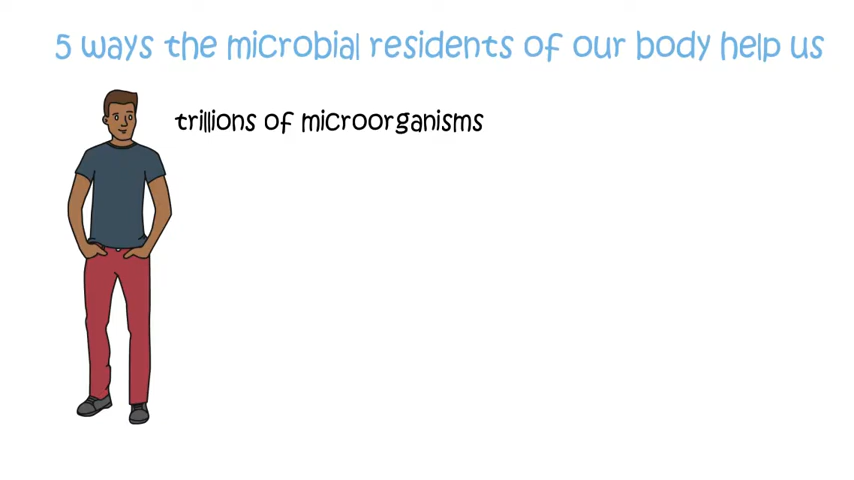 5 ways the microbial residents of our body help us
trillions of microorganisms